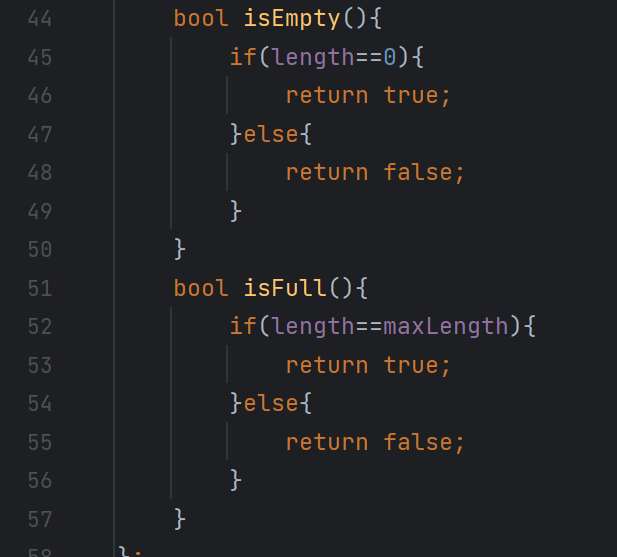 44 bool isEmpty(){
45 if(length==0){
46 return true;
47 }else{
48 return false;
49 }
50 }
51 bool isFull(){
52 if(length==maxLength){
53 return true;
54 }else{
55 return false;
56 }
57 }
58 };